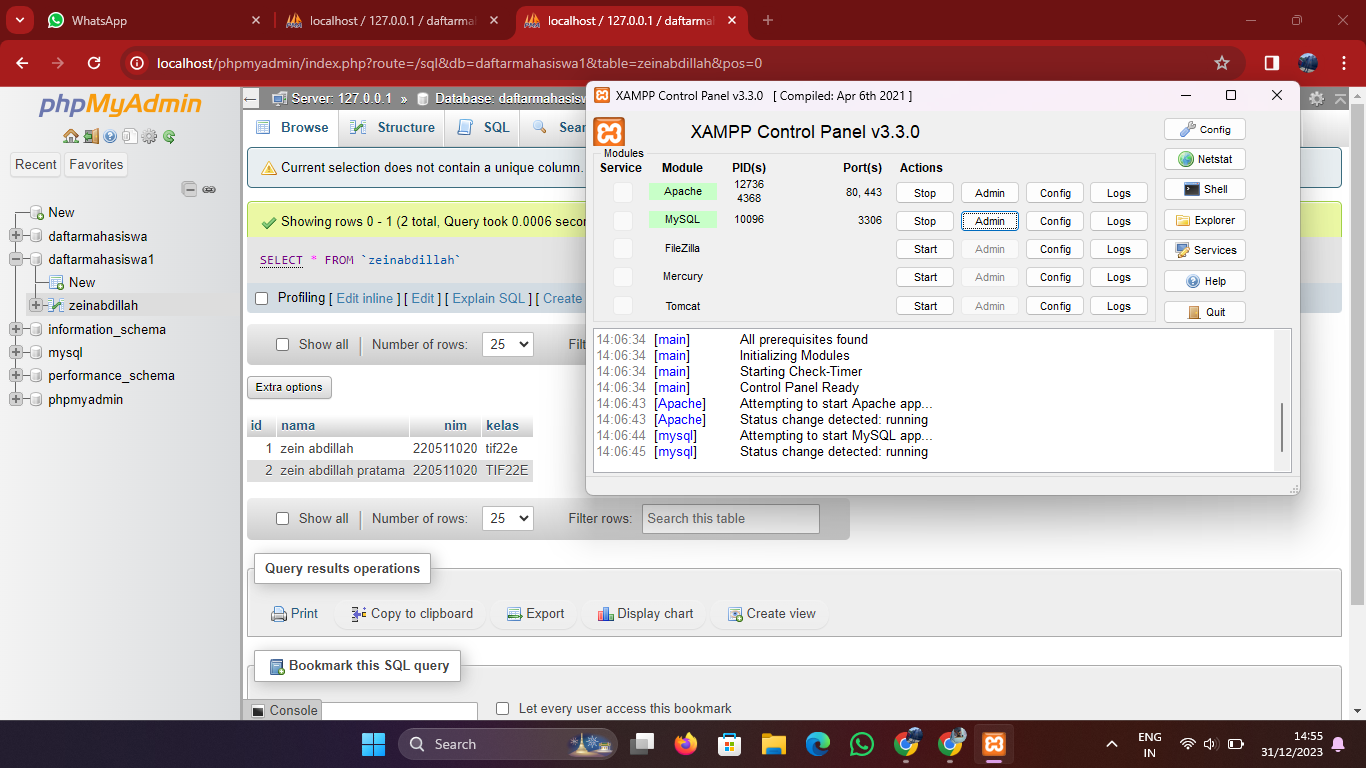 WhatsApp
localhost / 127.0.0.1 / daftarma
localhost / 127.0.0.1 / daftarma
localhost/phpmyadmin/index.php?route=/sql&db=daftarmahasiswa1&table=zeinabdillah&pos=0
phpMyAdmin
Recent
Favorites
New
daftarmahasiswa
daftarmahasiswa1
New
zeinabdillah
information_schema
mysql
performance_schema
phpmyadmin
Server: 127.0.0.1 » Database: daftarmahasisw
Browse
Structure
SQL
Sear
Current selection does not contain a unique column.
Showing rows 0 - 1 (2 total, Query took 0.0006 secon
SELECT * FROM `zeinabdillah`
Profiling [ Edit inline ] [ Edit ] [ Explain SQL ] [ Create
Show all
Number of rows:
25
Filt
Extra options
id nama nim kelas
1 zein abdillah 220511020 tif22e
2 zein abdillah pratama 220511020 TIF22E
Show all
Number of rows:
25
Filter rows:
Search this table
Query results operations
Print
Copy to clipboard
Export
Display chart
Create view
Bookmark this SQL query
Console
Let every user access this bookmark
XAMPP Control Panel v3.3.0 [ Compiled: Apr 6th 2021 ]
XAMPP Control Panel v3.3.0
Modules
Service Module PID(s) Port(s) Actions
Apache 12736 4368 80, 443 Stop Admin Config Logs
MySQL 10096 3306 Stop Admin Config Logs
FileZilla Start Admin Config Logs
Mercury Start Admin Config Logs
Tomcat Start Admin Config Logs
Config
Netstat
Shell
Explorer
Services
Help
Quit
14:06:34 [main] All prerequisites found
14:06:34 [main] Initializing Modules
14:06:34 [main] Starting Check-Timer
14:06:34 [main] Control Panel Ready
14:06:43 [Apache] Attempting to start Apache app...
14:06:43 [Apache] Status change detected: running
14:06:44 [mysql] Attempting to start MySQL app...
14:06:45 [mysql] Status change detected: running
Search
ENG
IN
14:55
31/12/2023